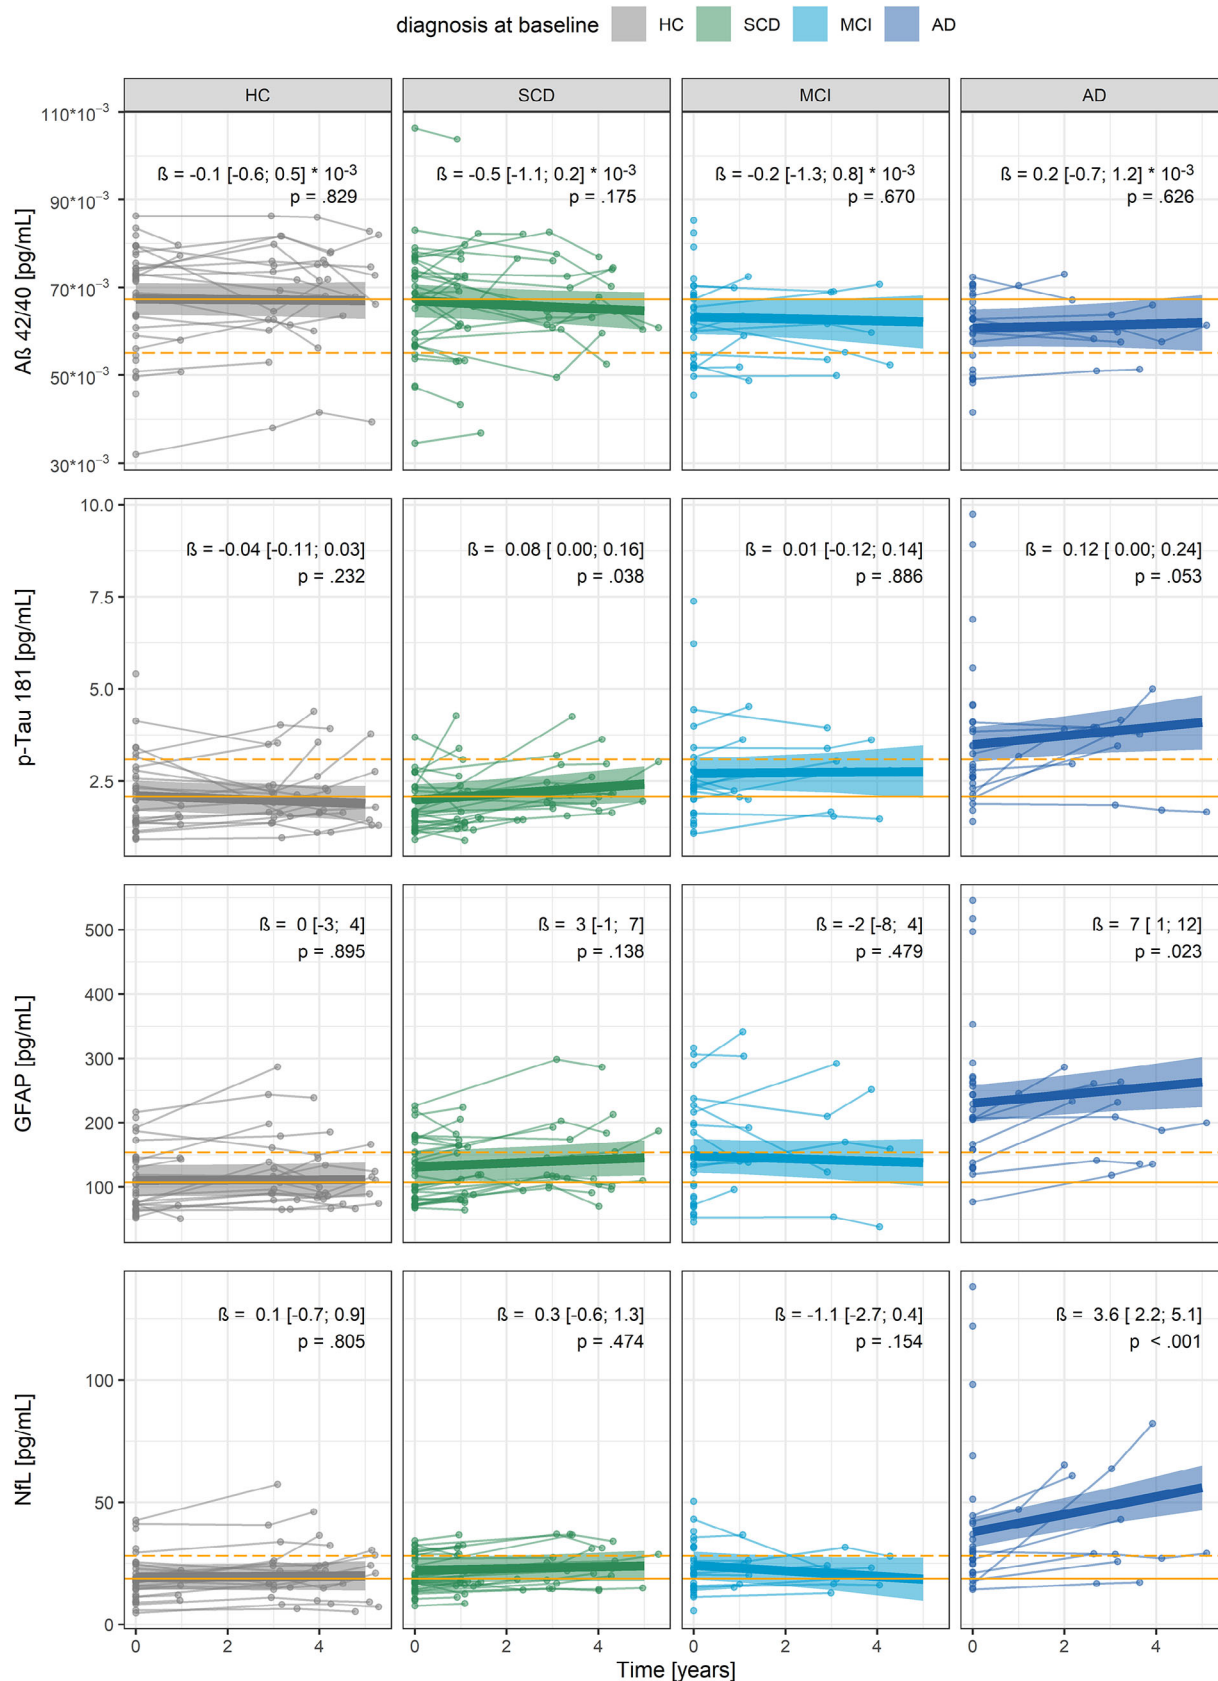 diagnosis at baseline HC SCD MCI AD
HC SCD MCI AD
Aß 42/40 [pg/mL]
110*10⁻³
90*10⁻³
70*10⁻³
50*10⁻³
30*10⁻³
ß = -0.1 [-0.6; 0.5] * 10⁻³
p = .829
ß = -0.5 [-1.1; 0.2] * 10⁻³
p = .175
ß = -0.2 [-1.3; 0.8] * 10⁻³
p = .670
ß = 0.2 [-0.7; 1.2] * 10⁻³
p = .626
p-Tau 181 [pg/mL]
10.0
7.5
5.0
2.5
ß = -0.04 [-0.11; 0.03]
p = .232
ß = 0.08 [ 0.00; 0.16]
p = .038
ß = 0.01 [-0.12; 0.14]
p = .886
ß = 0.12 [ 0.00; 0.24]
p = .053
GFAP [pg/mL]
500
400
300
200
100
ß = 0 [-3; 4]
p = .895
ß = 3 [-1; 7]
p = .138
ß = -2 [-8; 4]
p = .479
ß = 7 [ 1; 12]
p = .023
NfL [pg/mL]
100
50
0
ß = 0.1 [-0.7; 0.9]
p = .805
ß = 0.3 [-0.6; 1.3]
p = .474
ß = -1.1 [-2.7; 0.4]
p = .154
ß = 3.6 [ 2.2; 5.1]
p < .001
0 2 4 0 2 4 0 2 4 0 2 4
Time [years]